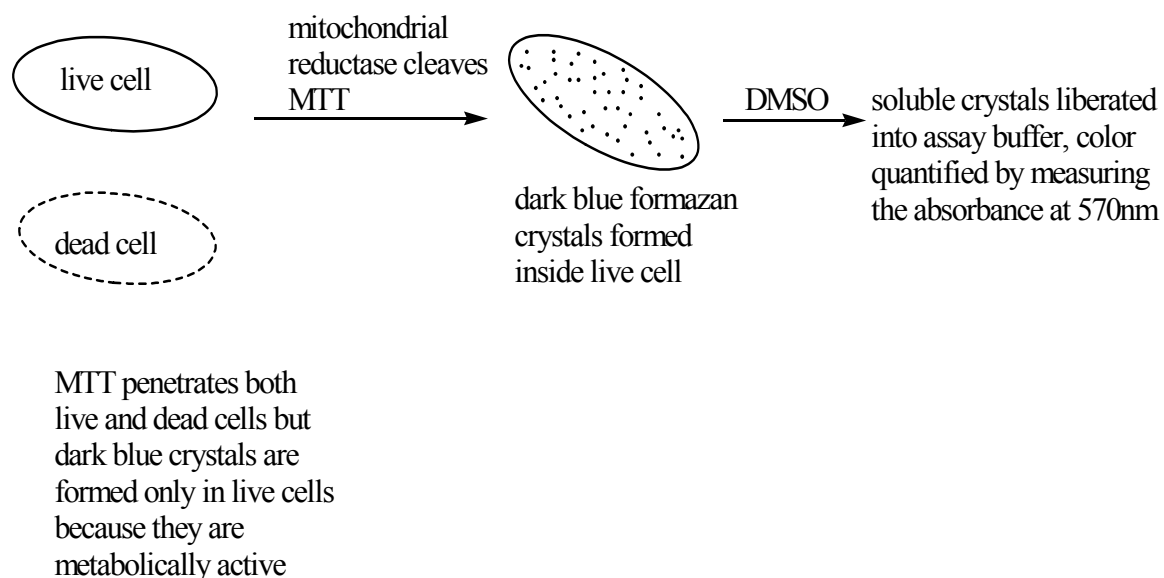 live cell
dead cell
mitochondrial
reductase cleaves
MTT
dark blue formazan
crystals formed
inside live cell
DMSO
soluble crystals liberated
into assay buffer, color
quantified by measuring
the absorbance at 570nm
MTT penetrates both
live and dead cells but
dark blue crystals are
formed only in live cells
because they are
metabolically active